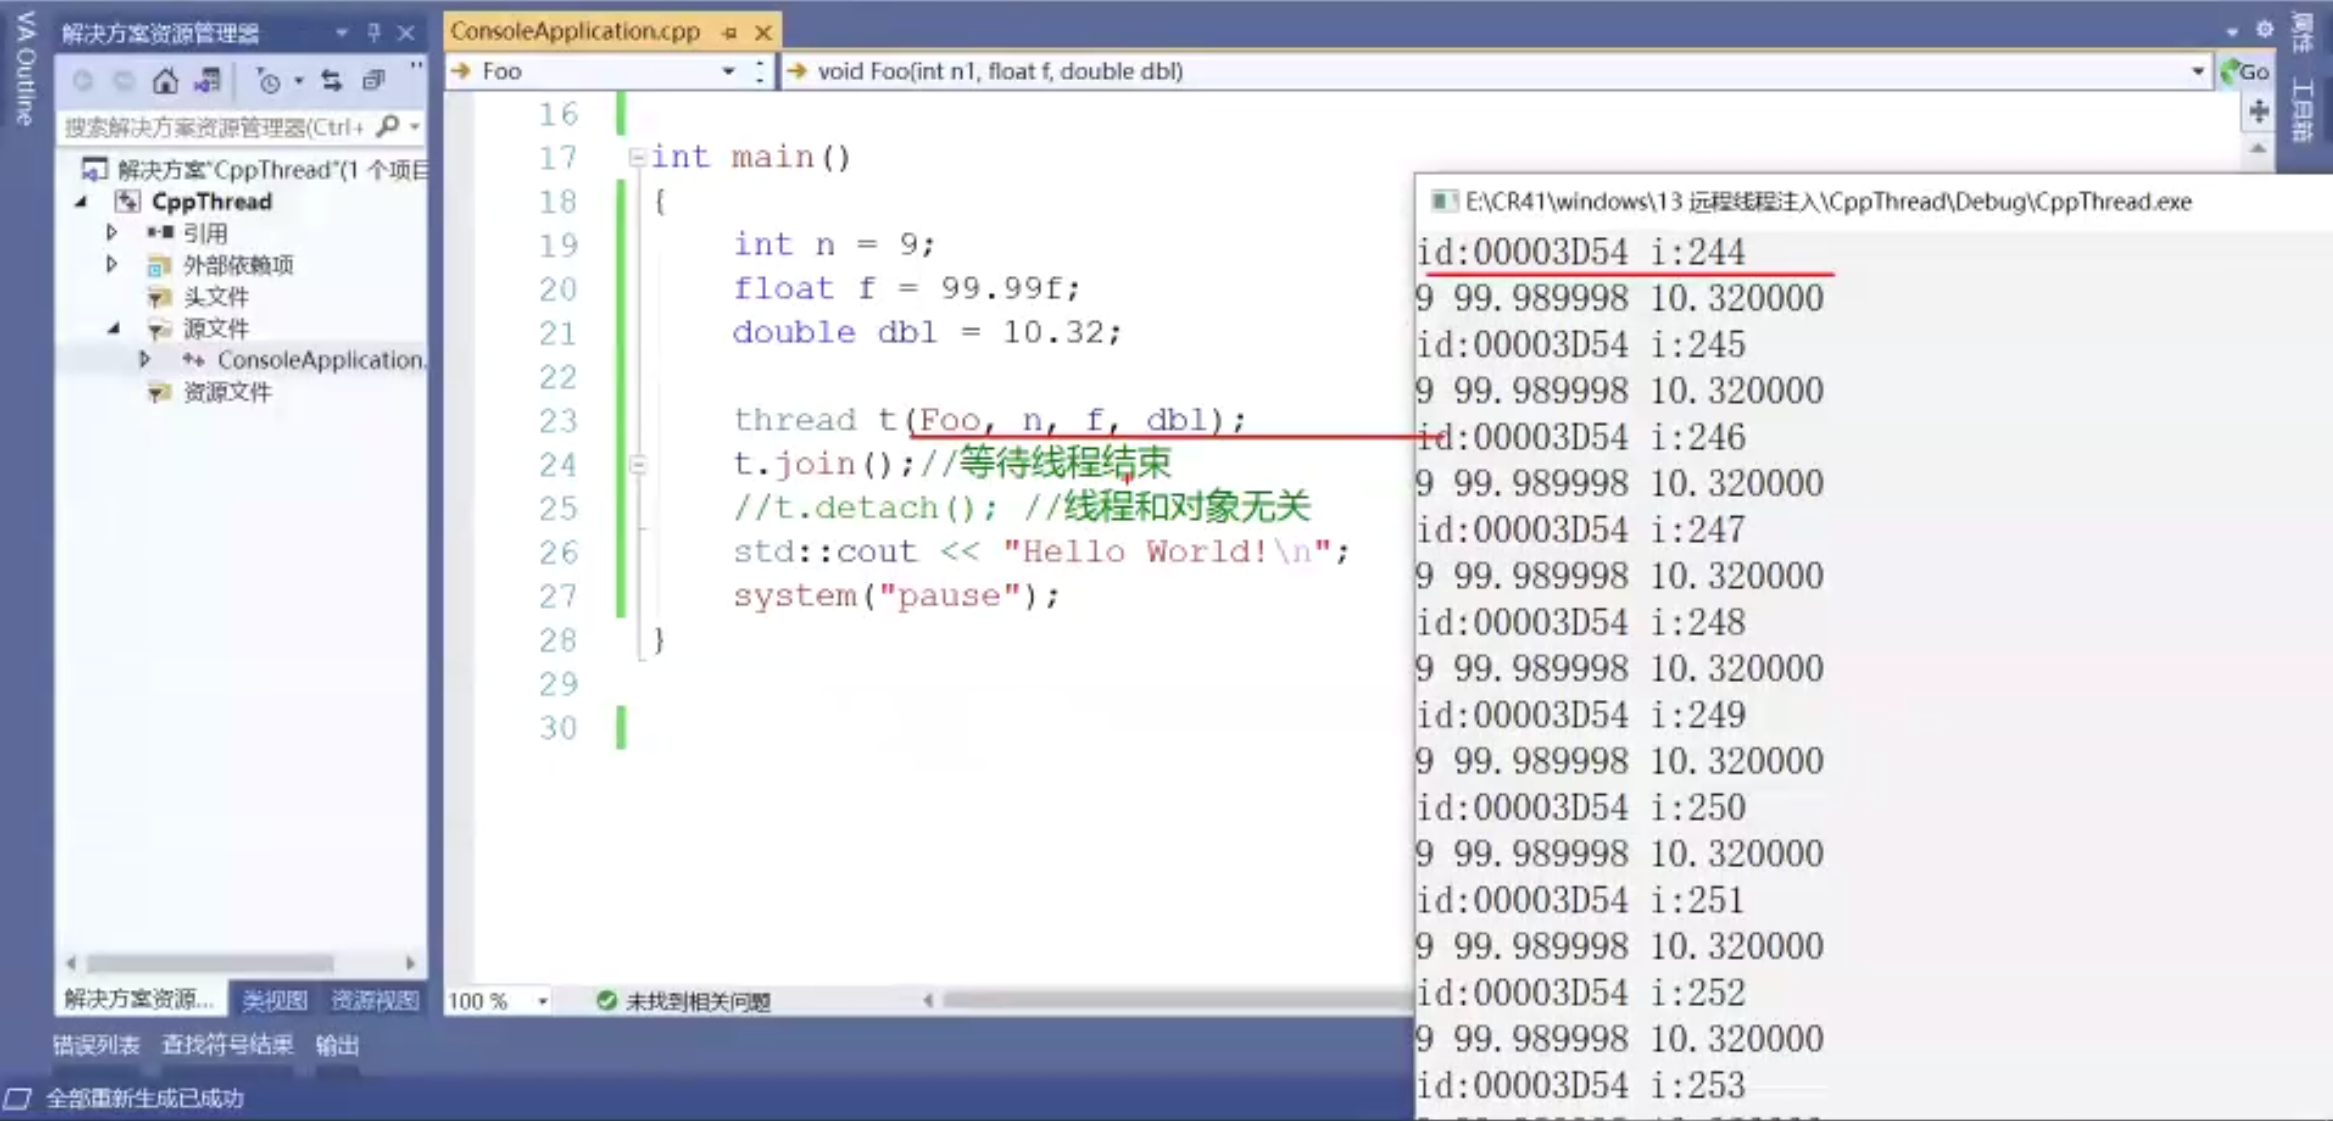 VA Outline
解决方案资源管理器
搜索解决方案资源管理器(Ctrl+
解决方案"CppThread"(1 个项目
CppThread
引用
外部依赖项
头文件
源文件
ConsoleApplication.
资源文件
解决方案资源... 类视图 资源视图
ConsoleApplication.cpp
Foo
void Foo(int n1, float f, double dbl)
Go
属性
工具箱
16
17 int main()
18 {
19 int n = 9;
20 float f = 99.99f;
21 double dbl = 10.32;
22
23 thread t(Foo, n, f, dbl);
24 t.join();//等待线程结束
25 //t.detach(); //线程和对象无关
26 std::cout << "Hello World!\n";
27 system("pause");
28 }
29
30
100 % 未找到相关问题
E:\CR41\windows\13 远程线程注入\CppThread\Debug\CppThread.exe
id:00003D54 i:244
9 99.989998 10.320000
id:00003D54 i:245
9 99.989998 10.320000
id:00003D54 i:246
9 99.989998 10.320000
id:00003D54 i:247
9 99.989998 10.320000
id:00003D54 i:248
9 99.989998 10.320000
id:00003D54 i:249
9 99.989998 10.320000
id:00003D54 i:250
9 99.989998 10.320000
id:00003D54 i:251
9 99.989998 10.320000
id:00003D54 i:252
9 99.989998 10.320000
id:00003D54 i:253
错误列表 查找符号结果 输出
全部重新生成已成功